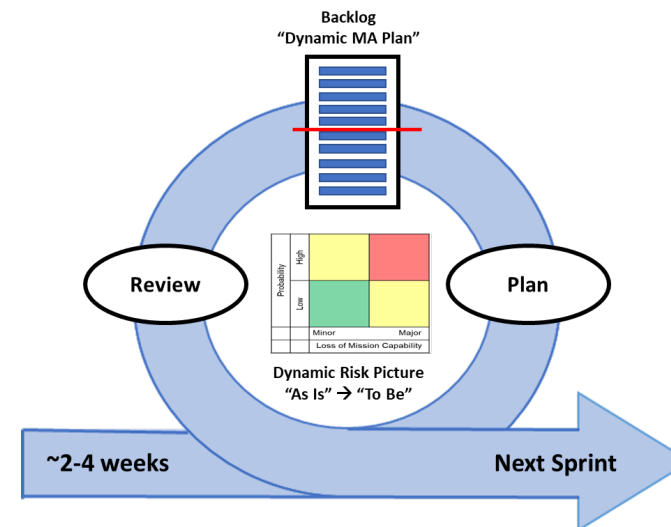 Backlog
“Dynamic MA Plan”
Review
Plan
Probability
High
Low
Minor Major
Loss of Mission Capability
Dynamic Risk Picture
“As Is” → “To Be”
~2-4 weeks
Next Sprint